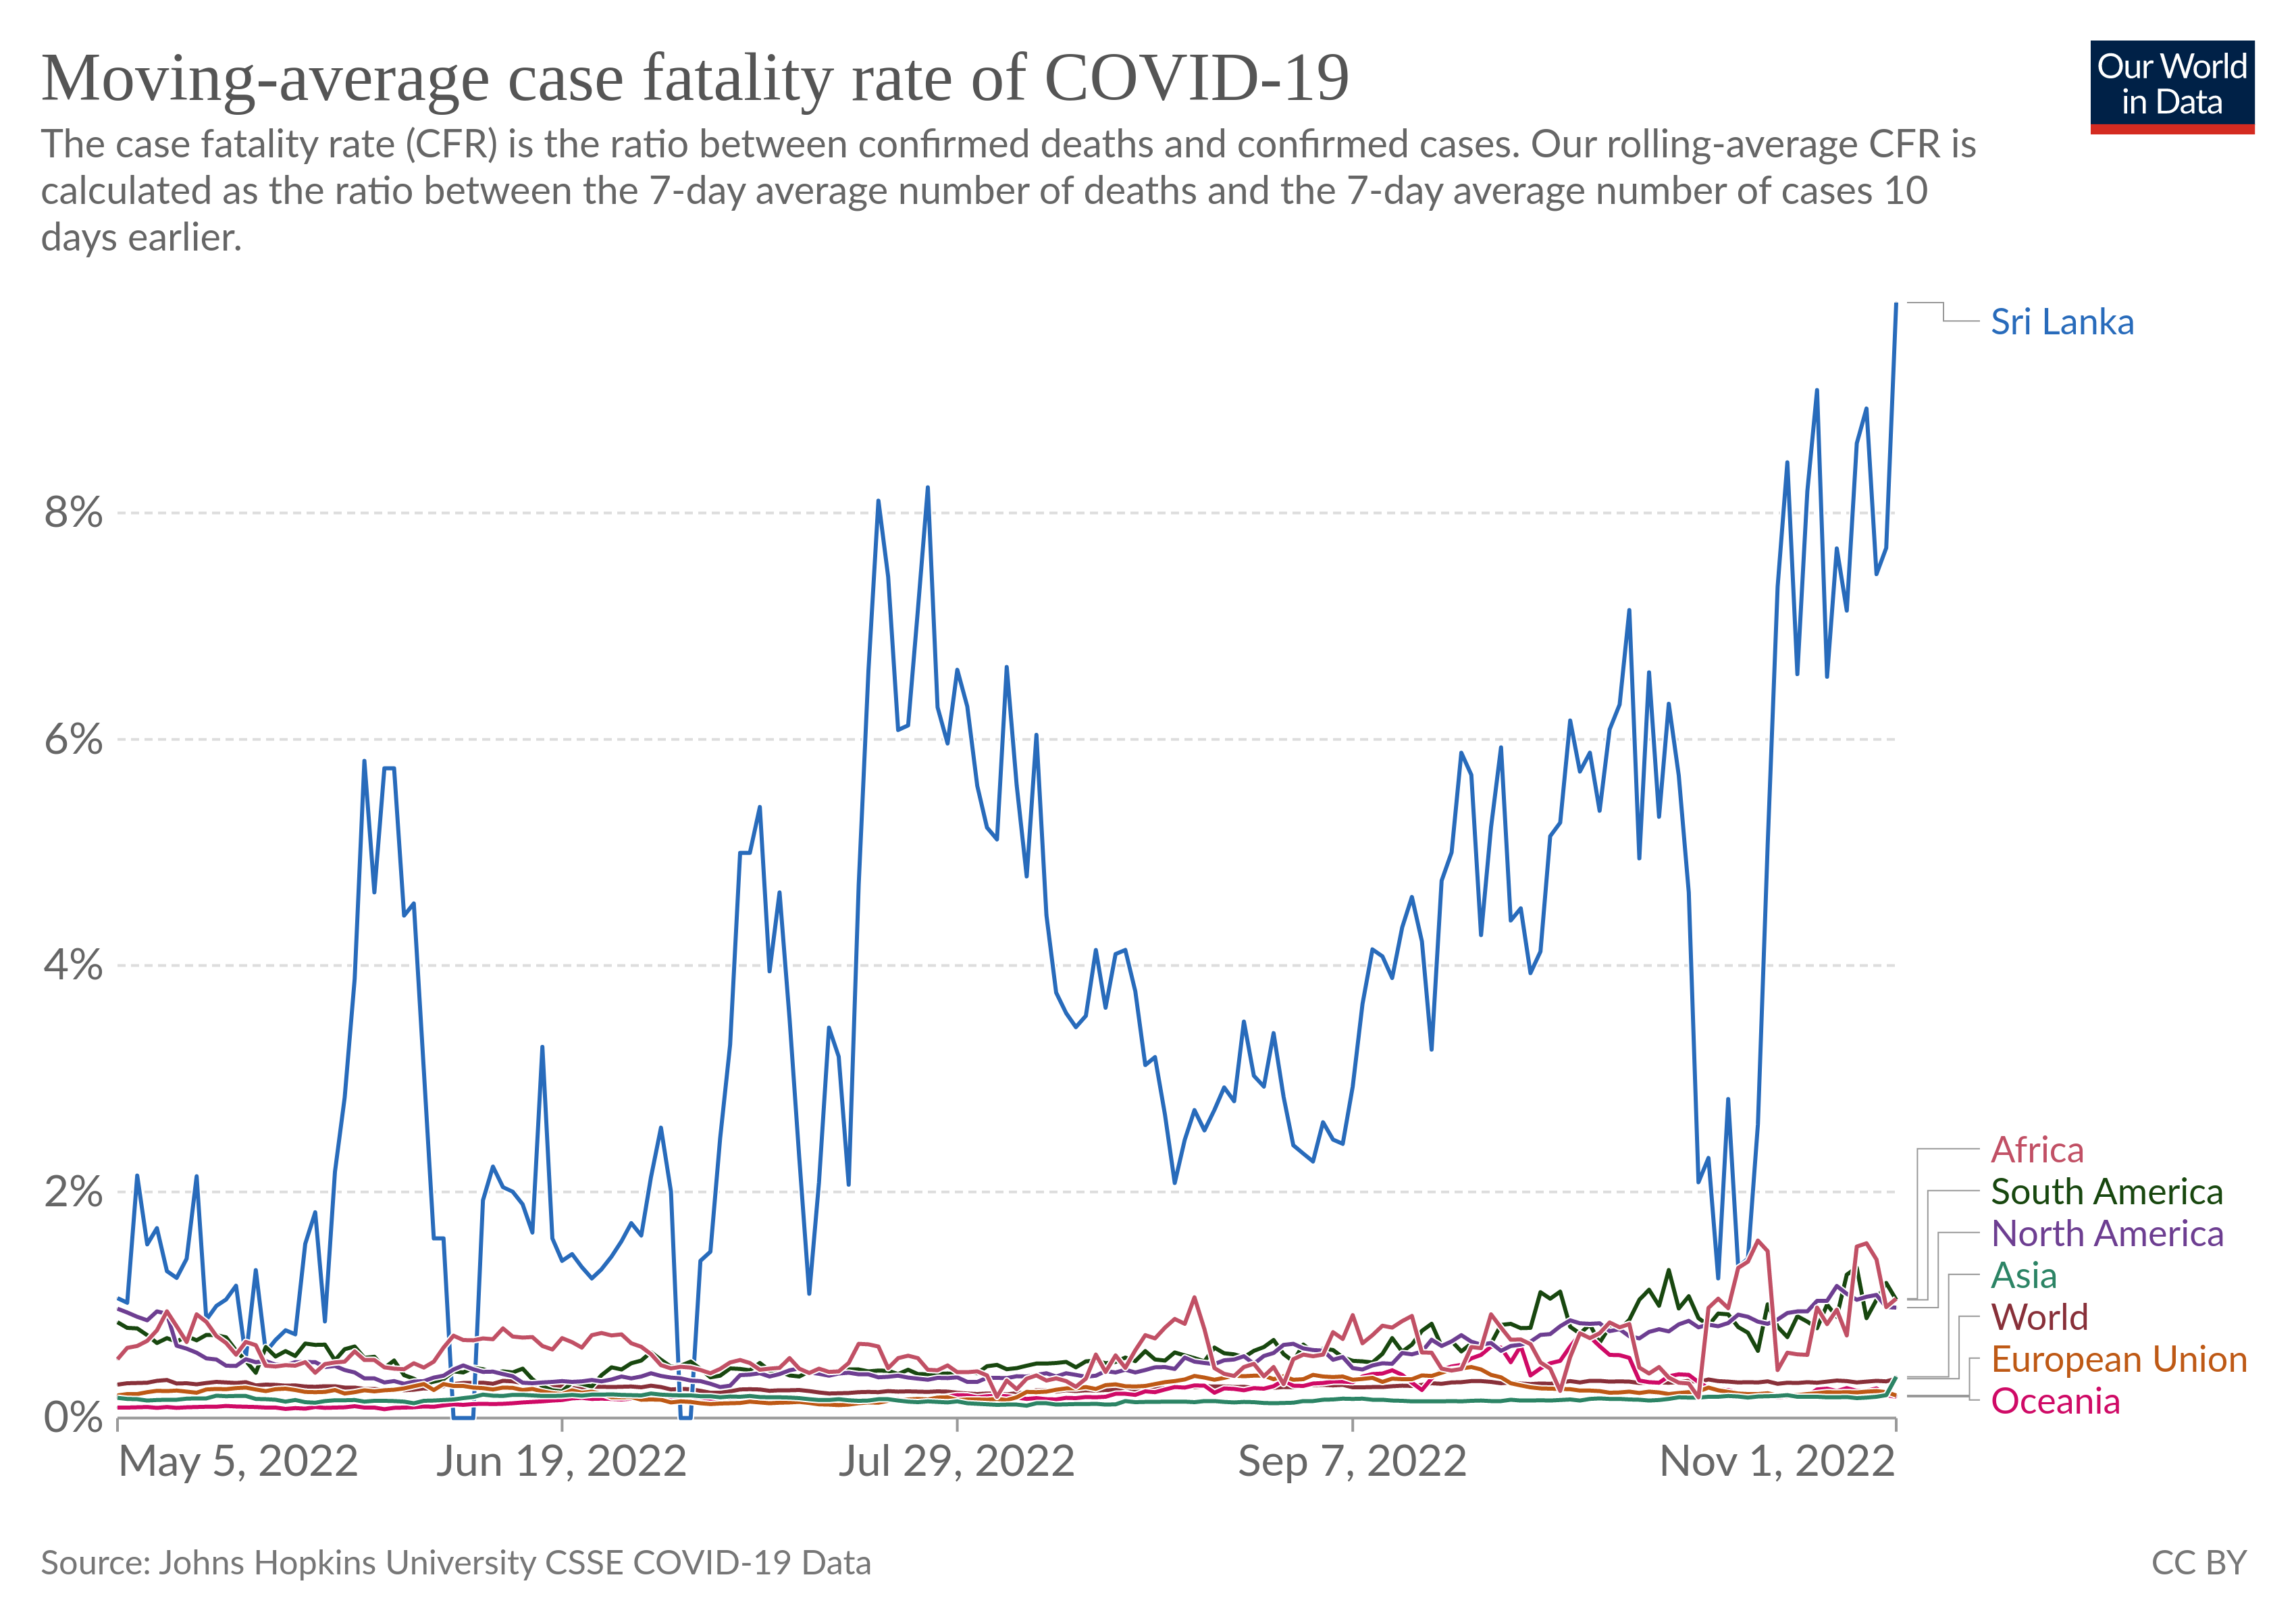 Moving-average case fatality rate of COVID-19
Our World
in Data
The case fatality rate (CFR) is the ratio between confirmed deaths and confirmed cases. Our rolling-average CFR is
calculated as the ratio between the 7-day average number of deaths and the 7-day average number of cases 10
days earlier.
Sri Lanka
8%
6%
4%
2%
0%
Africa
South America
North America
Asia
World
European Union
Oceania
May 5, 2022
Jun 19, 2022
Jul 29, 2022
Sep 7, 2022
Nov 1, 2022
Source: Johns Hopkins University CSSE COVID-19 Data
CC BY